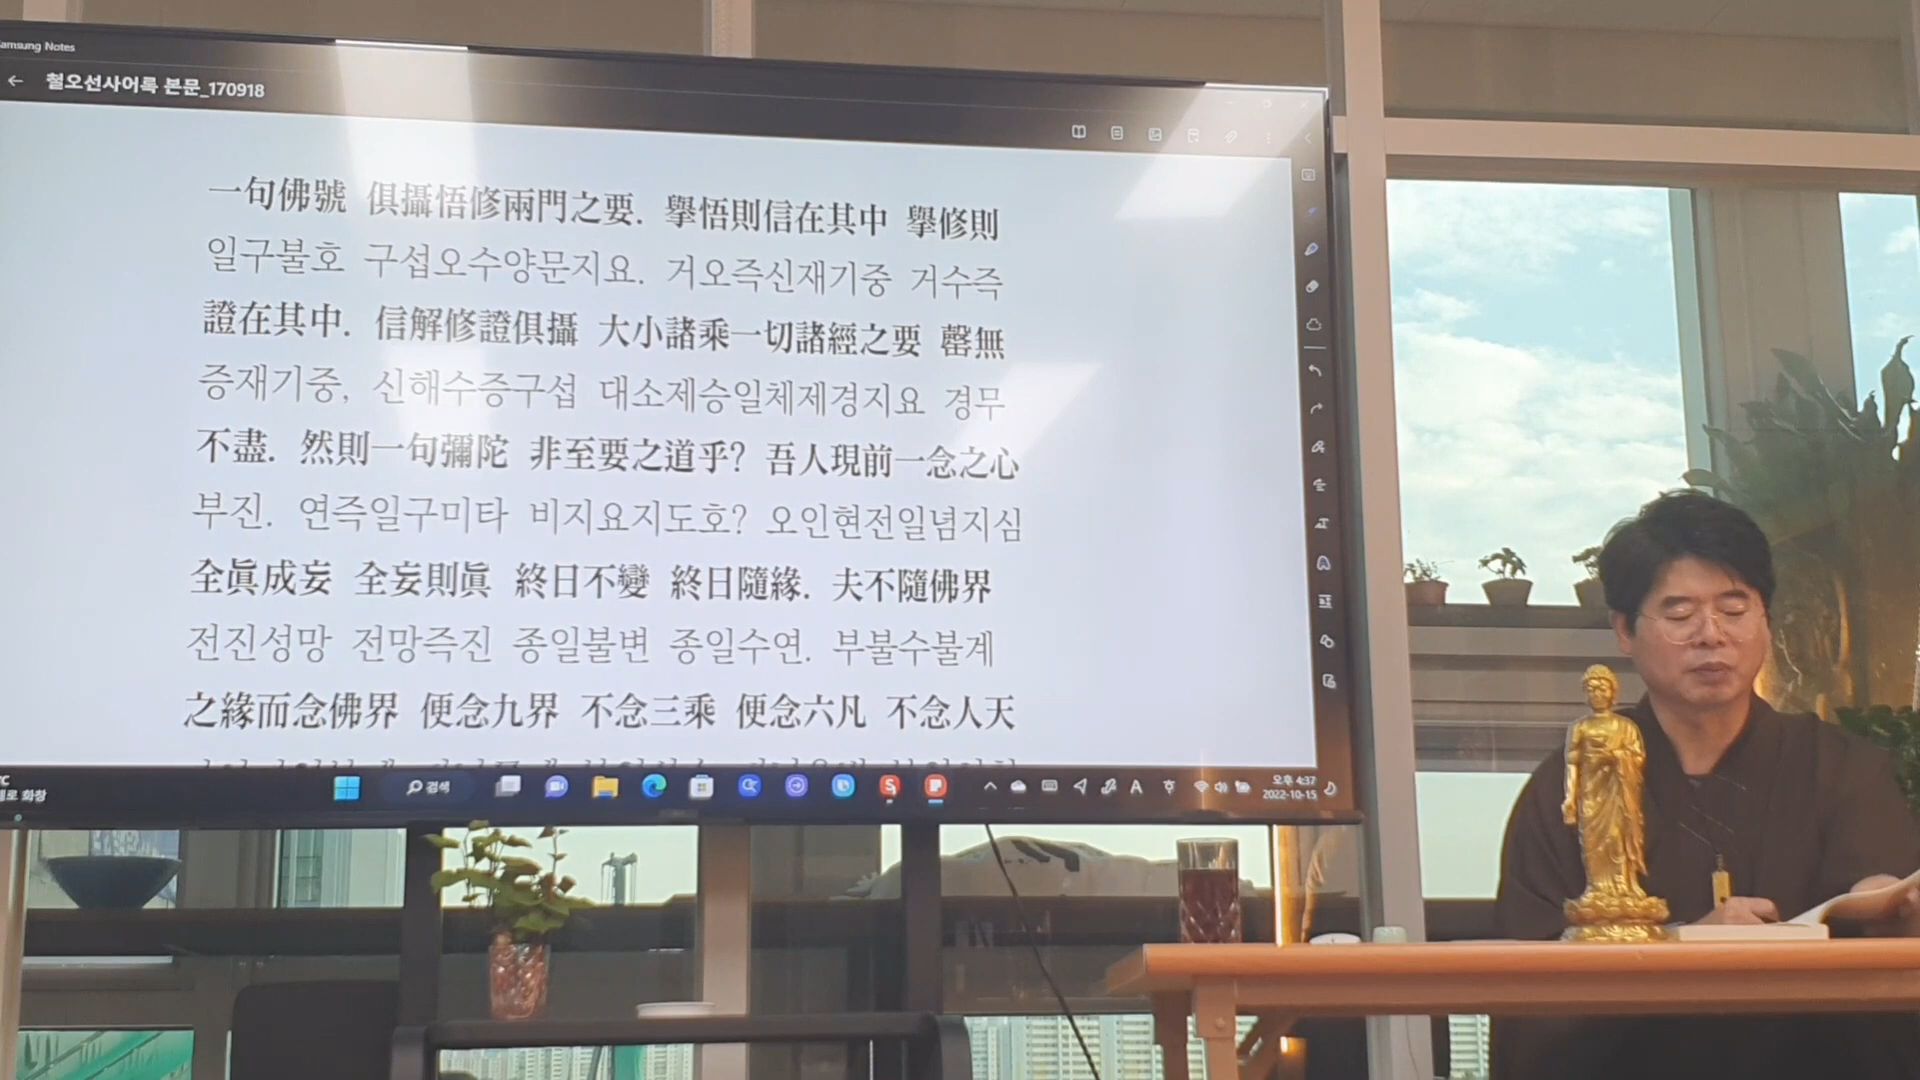 Samsung Notes
철오선사어록 본문_170918
一句佛號 俱攝悟修兩門之要. 擧悟則信在其中 擧修則
일구불호 구섭오수양문지요. 거오즉신재기중 거수즉
證在其中. 信解修證俱攝 大小諸乘一切諸經之要 罄無
증재기중, 신해수증구섭 대소제승일체제경지요 경무
不盡. 然則一句彌陀 非至要之道乎? 吾人現前一念之心
부진. 연즉일구미타 비지요지도호? 오인현전일념지심
全眞成妄 全妄則眞 終日不變 終日隨緣. 夫不隨佛界
전진성망 전망즉진 종일불변 종일수연. 부불수불계
之緣而念佛界 便念九界 不念三乘 便念六凡 不念人天
검색
A
오후 4:37
2022-10-15